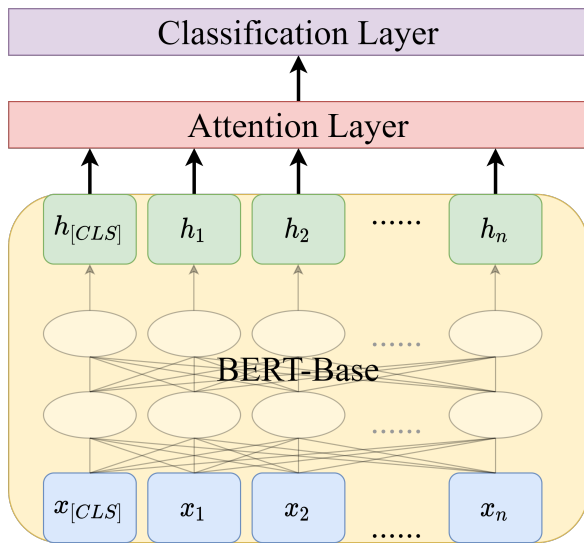 Classification Layer
Attention Layer
h[CLS] h1 h2 ...... hn
......
BERT-Base
......
x[CLS] x1 x2 ...... xn